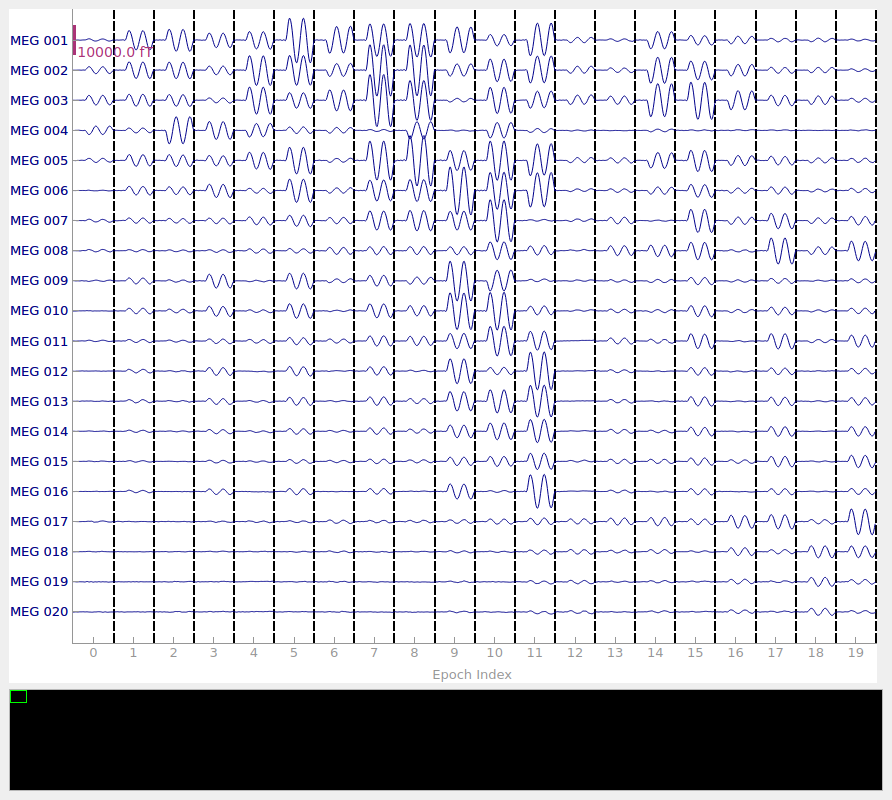 MEG 001
10000.0 fT
MEG 002
MEG 003
MEG 004
MEG 005
MEG 006
MEG 007
MEG 008
MEG 009
MEG 010
MEG 011
MEG 012
MEG 013
MEG 014
MEG 015
MEG 016
MEG 017
MEG 018
MEG 019
MEG 020
0 1 2 3 4 5 6 7 8 9 10 11 12 13 14 15 16 17 18 19
Epoch Index